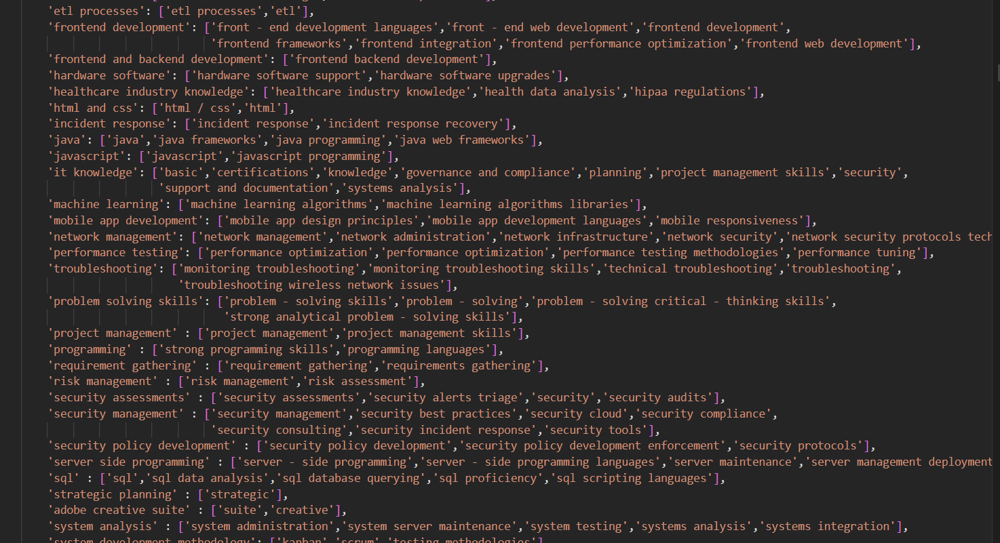 'etl processes': ['etl processes','etl'],
'frontend development': ['front - end development languages','front - end web development','frontend development',
'frontend frameworks','frontend integration','frontend performance optimization','frontend web development'],
'frontend and backend development': ['frontend backend development'],
'hardware software': ['hardware software support','hardware software upgrades'],
'healthcare industry knowledge': ['healthcare industry knowledge','health data analysis','hipaa regulations'],
'html and css': ['html / css','html'],
'incident response': ['incident response','incident response recovery'],
'java': ['java','java frameworks','java programming','java web frameworks'],
'javascript': ['javascript','javascript programming'],
'it knowledge': ['basic','certifications','knowledge','governance and compliance','planning','project management skills','security',
'support and documentation','systems analysis'],
'machine learning': ['machine learning algorithms','machine learning algorithms libraries'],
'mobile app development': ['mobile app design principles','mobile app development languages','mobile responsiveness'],
'network management': ['network management','network administration','network infrastructure','network security','network security protocols tech
'performance testing': ['performance optimization','performance optimization','performance testing methodologies','performance tuning'],
'troubleshooting': ['monitoring troubleshooting','monitoring troubleshooting skills','technical troubleshooting','troubleshooting',
'troubleshooting wireless network issues'],
'problem solving skills': ['problem - solving skills','problem - solving','problem - solving critical - thinking skills',
'strong analytical problem - solving skills'],
'project management' : ['project management','project management skills'],
'programming' : ['strong programming skills','programming languages'],
'requirement gathering' : ['requirement gathering','requirements gathering'],
'risk management' : ['risk management','risk assessment'],
'security assessments' : ['security assessments','security alerts triage','security','security audits'],
'security management' : ['security management','security best practices','security cloud','security compliance',
'security consulting','security incident response','security tools'],
'security policy development' : ['security policy development','security policy development enforcement','security protocols'],
'server side programming' : ['server - side programming','server - side programming languages','server maintenance','server management deployment
'sql' : ['sql','sql data analysis','sql database querying','sql proficiency','sql scripting languages'],
'strategic planning' : ['strategic'],
'adobe creative suite' : ['suite','creative'],
'system analysis' : ['system administration','system server maintenance','system testing','systems analysis','systems integration'],
'system development methodology': ['kanban','scrum','testing methodologies']